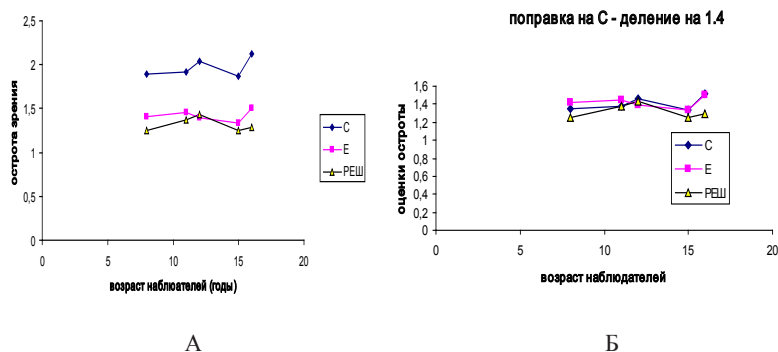 2,5
2
1,5
1
0,5
0
0
5
10
15
20
острота зрения
возраст наблюателей (годы)
С
Е
РЕШ
А
поправка на С - деление на 1.4
1,6
1,4
1,2
1
0,8
0,6
0,4
0,2
0
0
5
10
15
20
оценки остроты
возраст наблюдателей
С
Е
РЕШ
Б